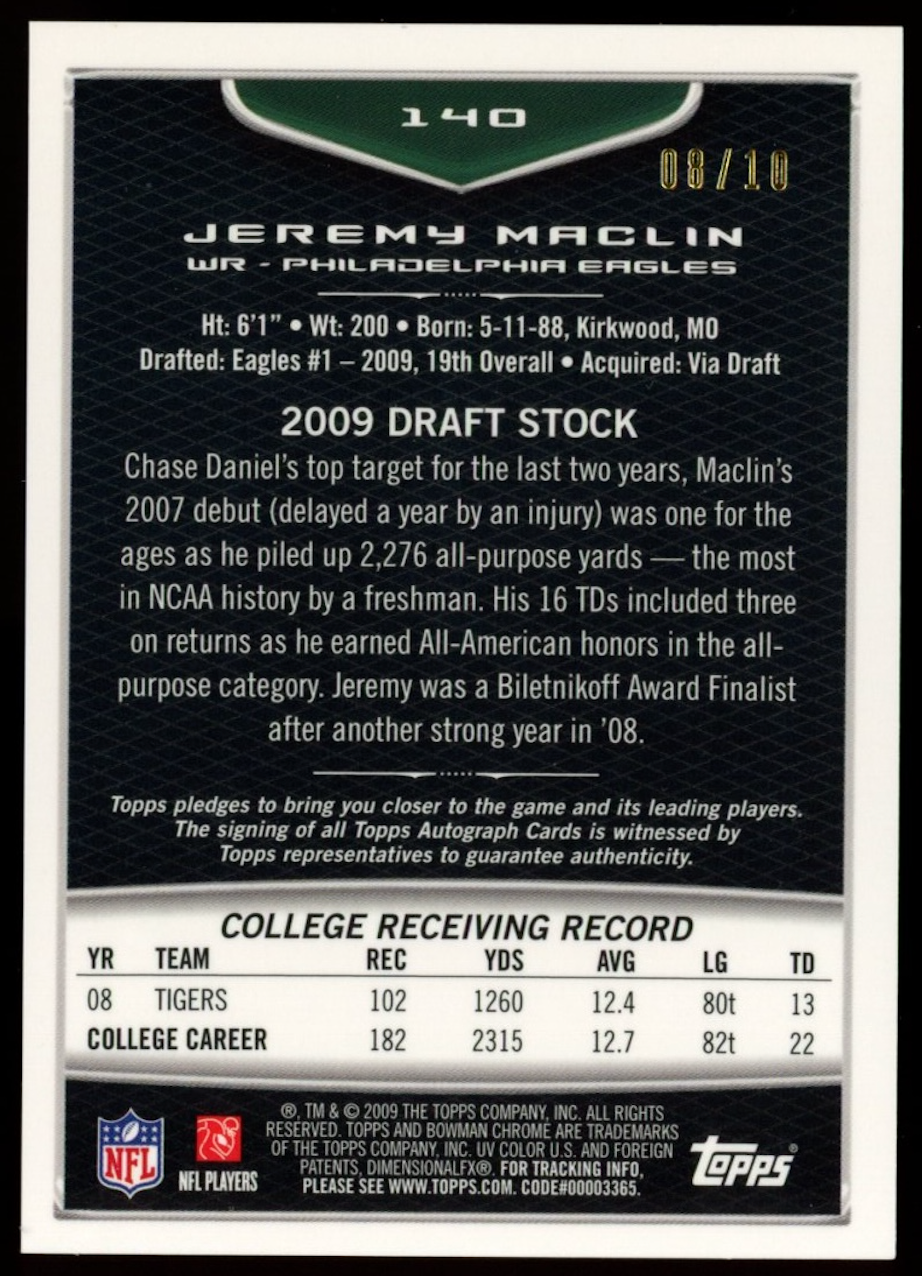 140
08/10
JEREMY MACLIN
WR - PHILADELPHIA EAGLES
Ht: 6'1" • Wt: 200 • Born: 5-11-88, Kirkwood, MO
Drafted: Eagles #1 – 2009, 19th Overall • Acquired: Via Draft
2009 DRAFT STOCK
Chase Daniel's top target for the last two years, Maclin's
2007 debut (delayed a year by an injury) was one for the
ages as he piled up 2,276 all-purpose yards — the most
in NCAA history by a freshman. His 16 TDs included three
on returns as he earned All-American honors in the all-
purpose category. Jeremy was a Biletnikoff Award Finalist
after another strong year in '08.
Topps pledges to bring you closer to the game and its leading players.
The signing of all Topps Autograph Cards is witnessed by
Topps representatives to guarantee authenticity.
COLLEGE RECEIVING RECORD
YR TEAM REC YDS AVG LG TD
08 TIGERS 102 1260 12.4 80t 13
COLLEGE CAREER 182 2315 12.7 82t 22
®, TM & © 2009 THE TOPPS COMPANY, INC. ALL RIGHTS
RESERVED. TOPPS AND BOWMAN CHROME ARE TRADEMARKS
OF THE TOPPS COMPANY, INC. UV COLOR U.S. AND FOREIGN
PATENTS, DIMENSIONALFX®. FOR TRACKING INFO,
PLEASE SEE WWW.TOPPS.COM. CODE#00003365.
NFL
NFL PLAYERS
Topps®